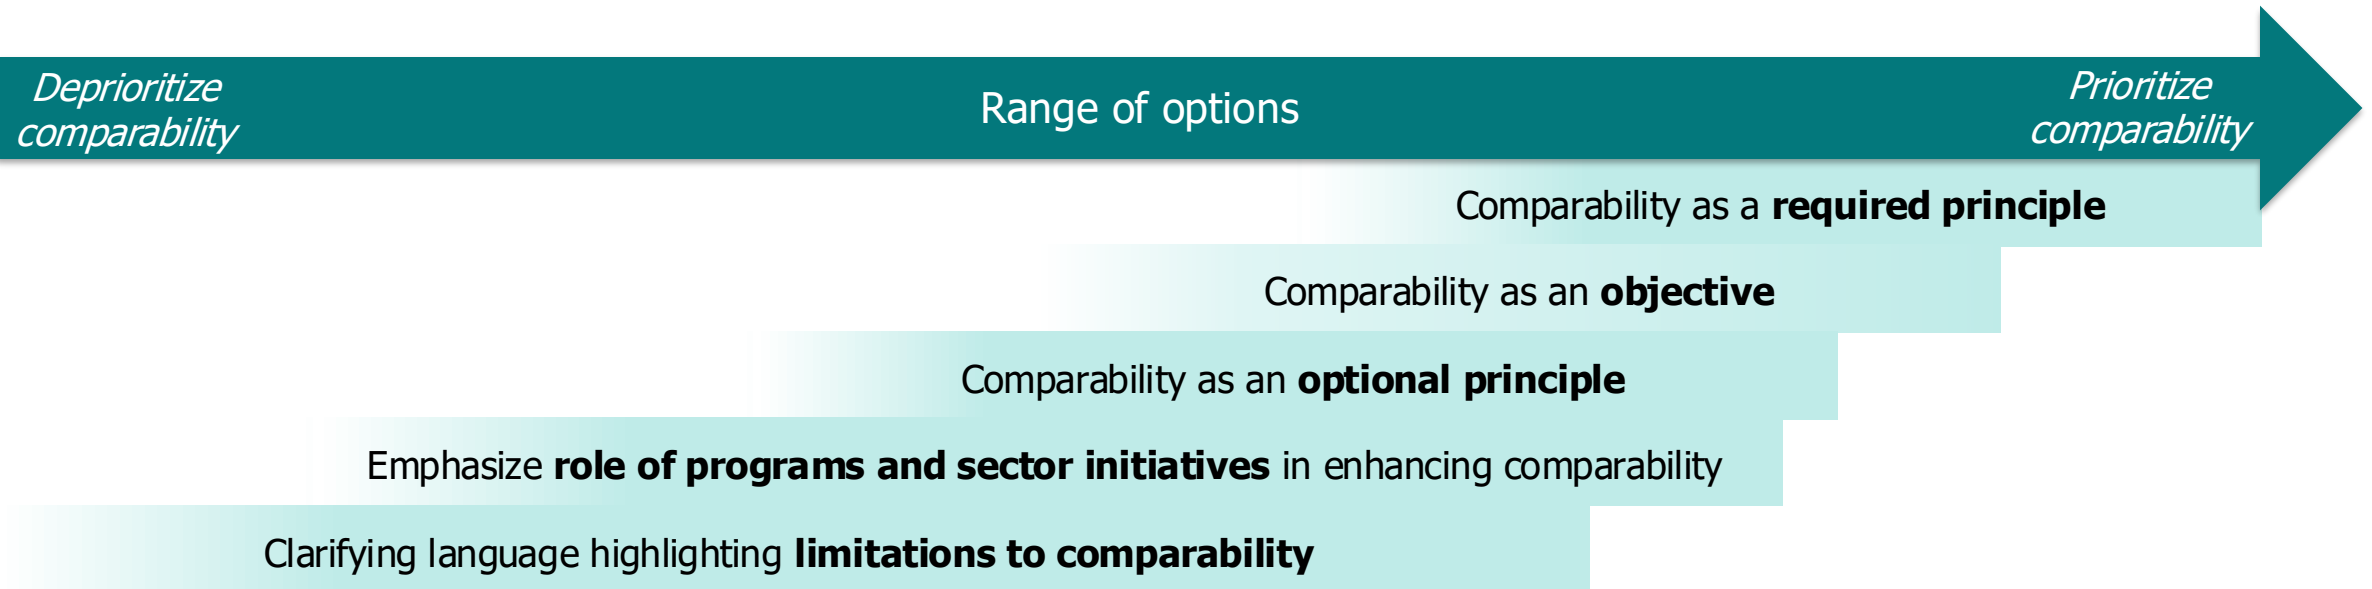 Deprioritize
comparability
Range of options
Prioritize
comparability
Comparability as a required principle
Comparability as an objective
Comparability as an optional principle
Emphasize role of programs and sector initiatives in enhancing comparability
Clarifying language highlighting limitations to comparability